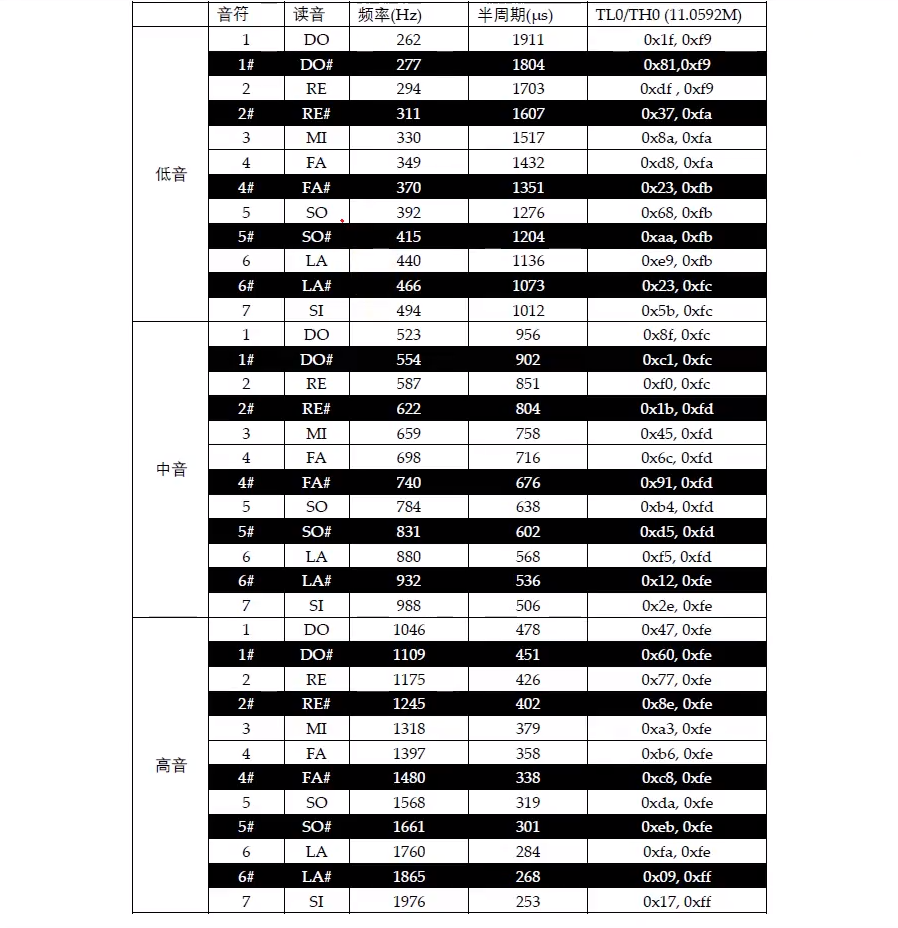 音符 读音 频率(Hz) 半周期(μs) TL0/TH0 (11.0592M)
低音
1 DO 262 1911 0x1f, 0xf9
1# DO# 277 1804 0x81,0xf9
2 RE 294 1703 0xdf , 0xf9
2# RE# 311 1607 0x37, 0xfa
3 MI 330 1517 0x8a, 0xfa
4 FA 349 1432 0xd8, 0xfa
4# FA# 370 1351 0x23, 0xfb
5 SO 392 1276 0x68, 0xfb
5# SO# 415 1204 0xaa, 0xfb
6 LA 440 1136 0xe9, 0xfb
6# LA# 466 1073 0x23, 0xfc
7 SI 494 1012 0x5b, 0xfc
中音
1 DO 523 956 0x8f, 0xfc
1# DO# 554 902 0xc1, 0xfc
2 RE 587 851 0xf0, 0xfc
2# RE# 622 804 0x1b, 0xfd
3 MI 659 758 0x45, 0xfd
4 FA 698 716 0x6c, 0xfd
4# FA# 740 676 0x91, 0xfd
5 SO 784 638 0xb4, 0xfd
5# SO# 831 602 0xd5, 0xfd
6 LA 880 568 0xf5, 0xfd
6# LA# 932 536 0x12, 0xfe
7 SI 988 506 0x2e, 0xfe
高音
1 DO 1046 478 0x47, 0xfe
1# DO# 1109 451 0x60, 0xfe
2 RE 1175 426 0x77, 0xfe
2# RE# 1245 402 0x8e, 0xfe
3 MI 1318 379 0xa3, 0xfe
4 FA 1397 358 0xb6, 0xfe
4# FA# 1480 338 0xc8, 0xfe
5 SO 1568 319 0xda, 0xfe
5# SO# 1661 301 0xeb, 0xfe
6 LA 1760 284 0xfa, 0xfe
6# LA# 1865 268 0x09, 0xff
7 SI 1976 253 0x17, 0xff